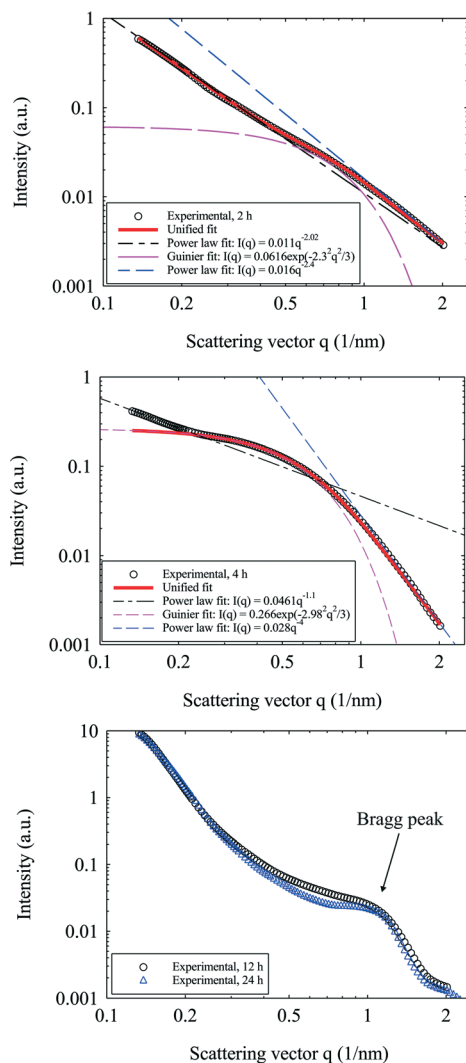 1
0.1
0.01
0.001
Intensity (a.u.)
Experimental, 2 h
Unified fit
Power law fit: I(q) = 0.011q^-2.02
Guinier fit: I(q) = 0.0616exp(-2.3²q²/3)
Power law fit: I(q) = 0.016q^-2.4
0.1 0.2 0.5 1 2
Scattering vector q (1/nm)
1
0.1
0.01
0.001
Intensity (a.u.)
Experimental, 4 h
Unified fit
Power law fit: I(q) = 0.0461q^-1.1
Guinier fit: I(q) = 0.266exp(-2.98²q²/3)
Power law fit: I(q) = 0.028q^-4
0.1 0.2 0.5 1 2
Scattering vector q (1/nm)
10
1
0.1
0.01
0.001
Intensity (a.u.)
Bragg peak
Experimental, 12 h
Experimental, 24 h
0.1 0.2 0.5 1 2
Scattering vector q (1/nm)